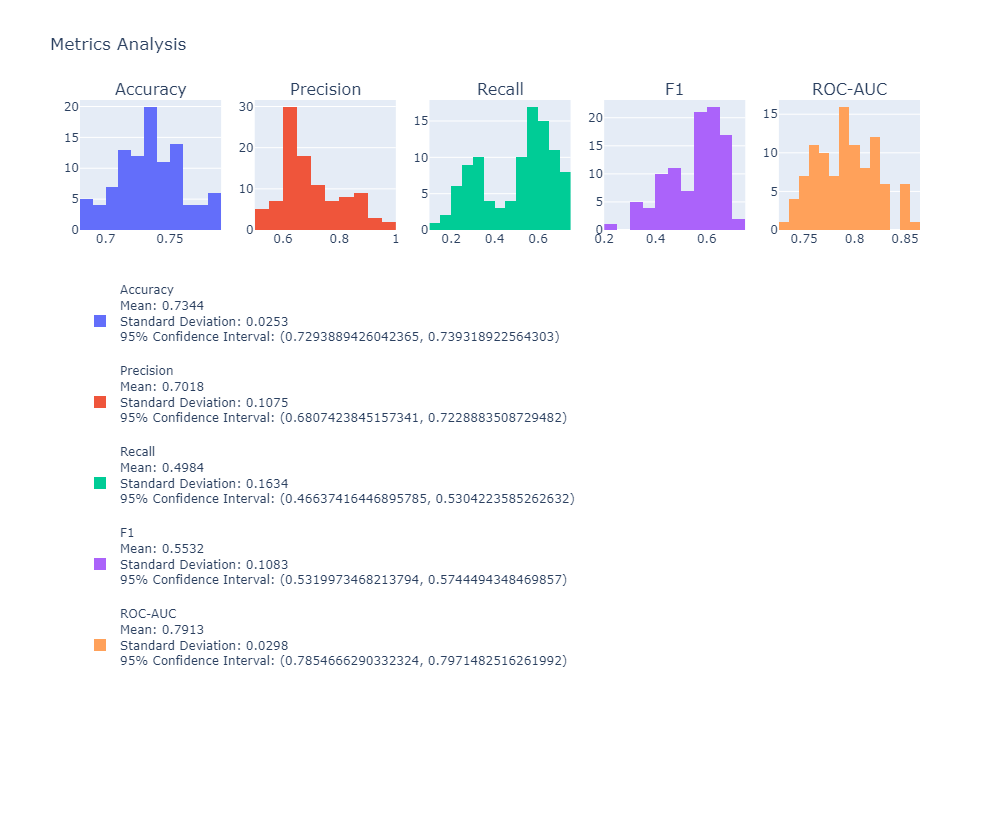 Metrics Analysis
Accuracy
Precision
Recall
F1
ROC-AUC
20
15
10
5
0
0.7
0.75
30
20
10
0
0.6
0.8
1
15
10
5
0
0.2
0.4
0.6
20
15
10
5
0
0.2
0.4
0.6
15
10
5
0
0.75
0.8
0.85
Accuracy
Mean: 0.7344
Standard Deviation: 0.0253
95% Confidence Interval: (0.7293889426042365, 0.739318922564303)
Precision
Mean: 0.7018
Standard Deviation: 0.1075
95% Confidence Interval: (0.6807423845157341, 0.7228883508729482)
Recall
Mean: 0.4984
Standard Deviation: 0.1634
95% Confidence Interval: (0.46637416446895785, 0.5304223585262632)
F1
Mean: 0.5532
Standard Deviation: 0.1083
95% Confidence Interval: (0.5319973468213794, 0.5744494348469857)
ROC-AUC
Mean: 0.7913
Standard Deviation: 0.0298
95% Confidence Interval: (0.7854666290332324, 0.7971482516261992)